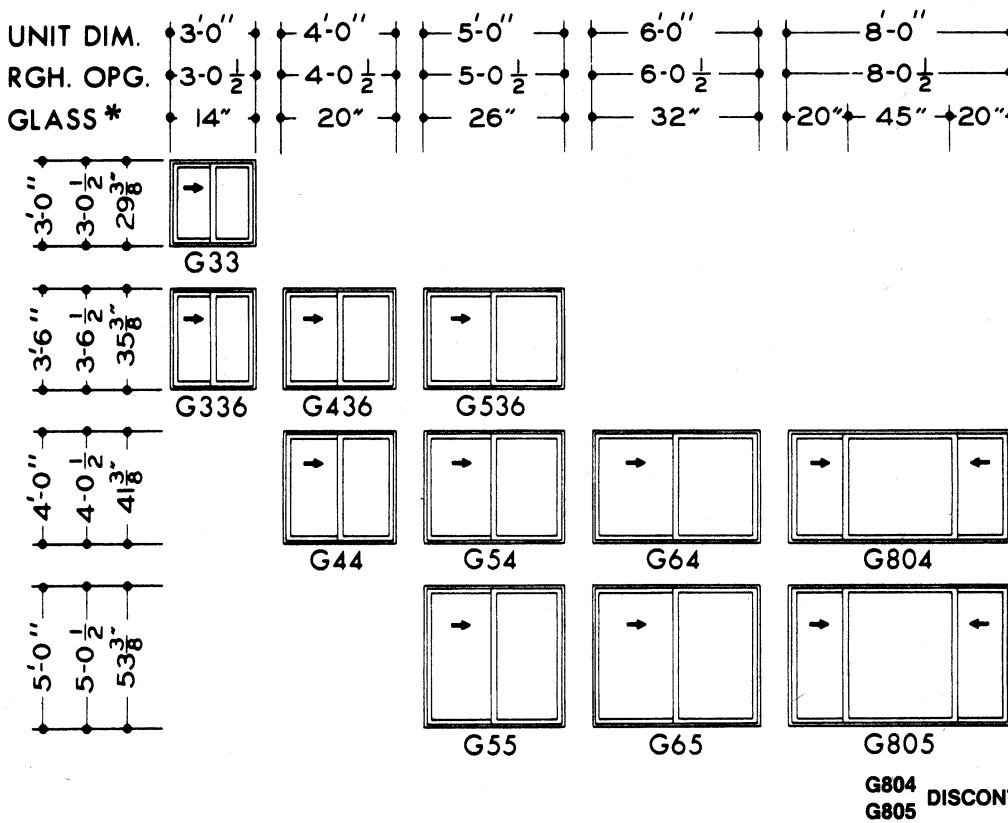 UNIT DIM. 3'-0" 4'-0" 5'-0" 6'-0" 8'-0"
RGH. OPG. 3-0 1/2 4-0 1/2 5-0 1/2 6-0 1/2 8-0 1/2
GLASS * 14" 20" 26" 32" 20" 45" 20"
3'-0" 3-0 1/2 29 3/8"
G33
3'-6" 3-6 1/2 35 3/8"
G336 G436 G536
4'-0" 4-0 1/2 41 3/8"
G44 G54 G64 G804
5'-0" 5-0 1/2 53 3/8"
G55 G65 G805
G804
G805 DISCON